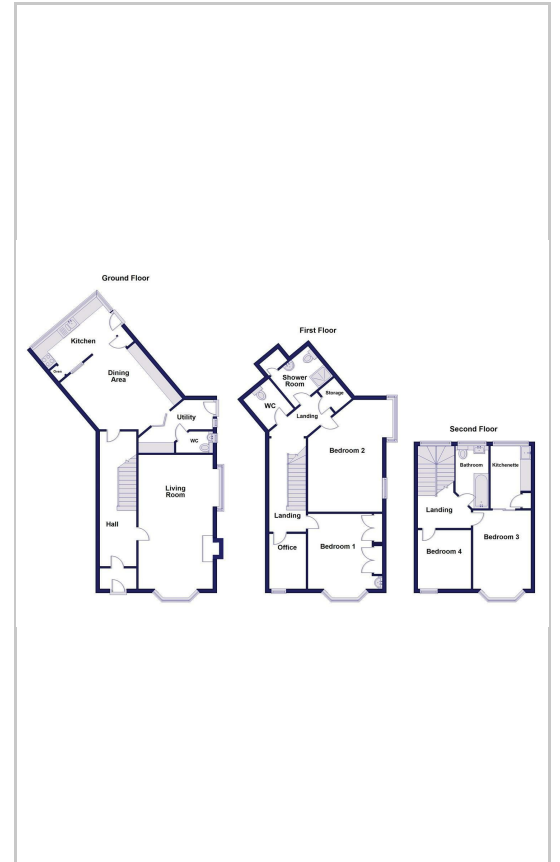 Ground Floor
Kitchen
Dining
Area
Utility
WC
Living
Room
Hall
First Floor
Shower
Room
Storage
WC
Landing
Bedroom 2
Landing
Office
Bedroom 1
Second Floor
Bathroom
Kitchenette
Landing
Bedroom 3
Bedroom 4